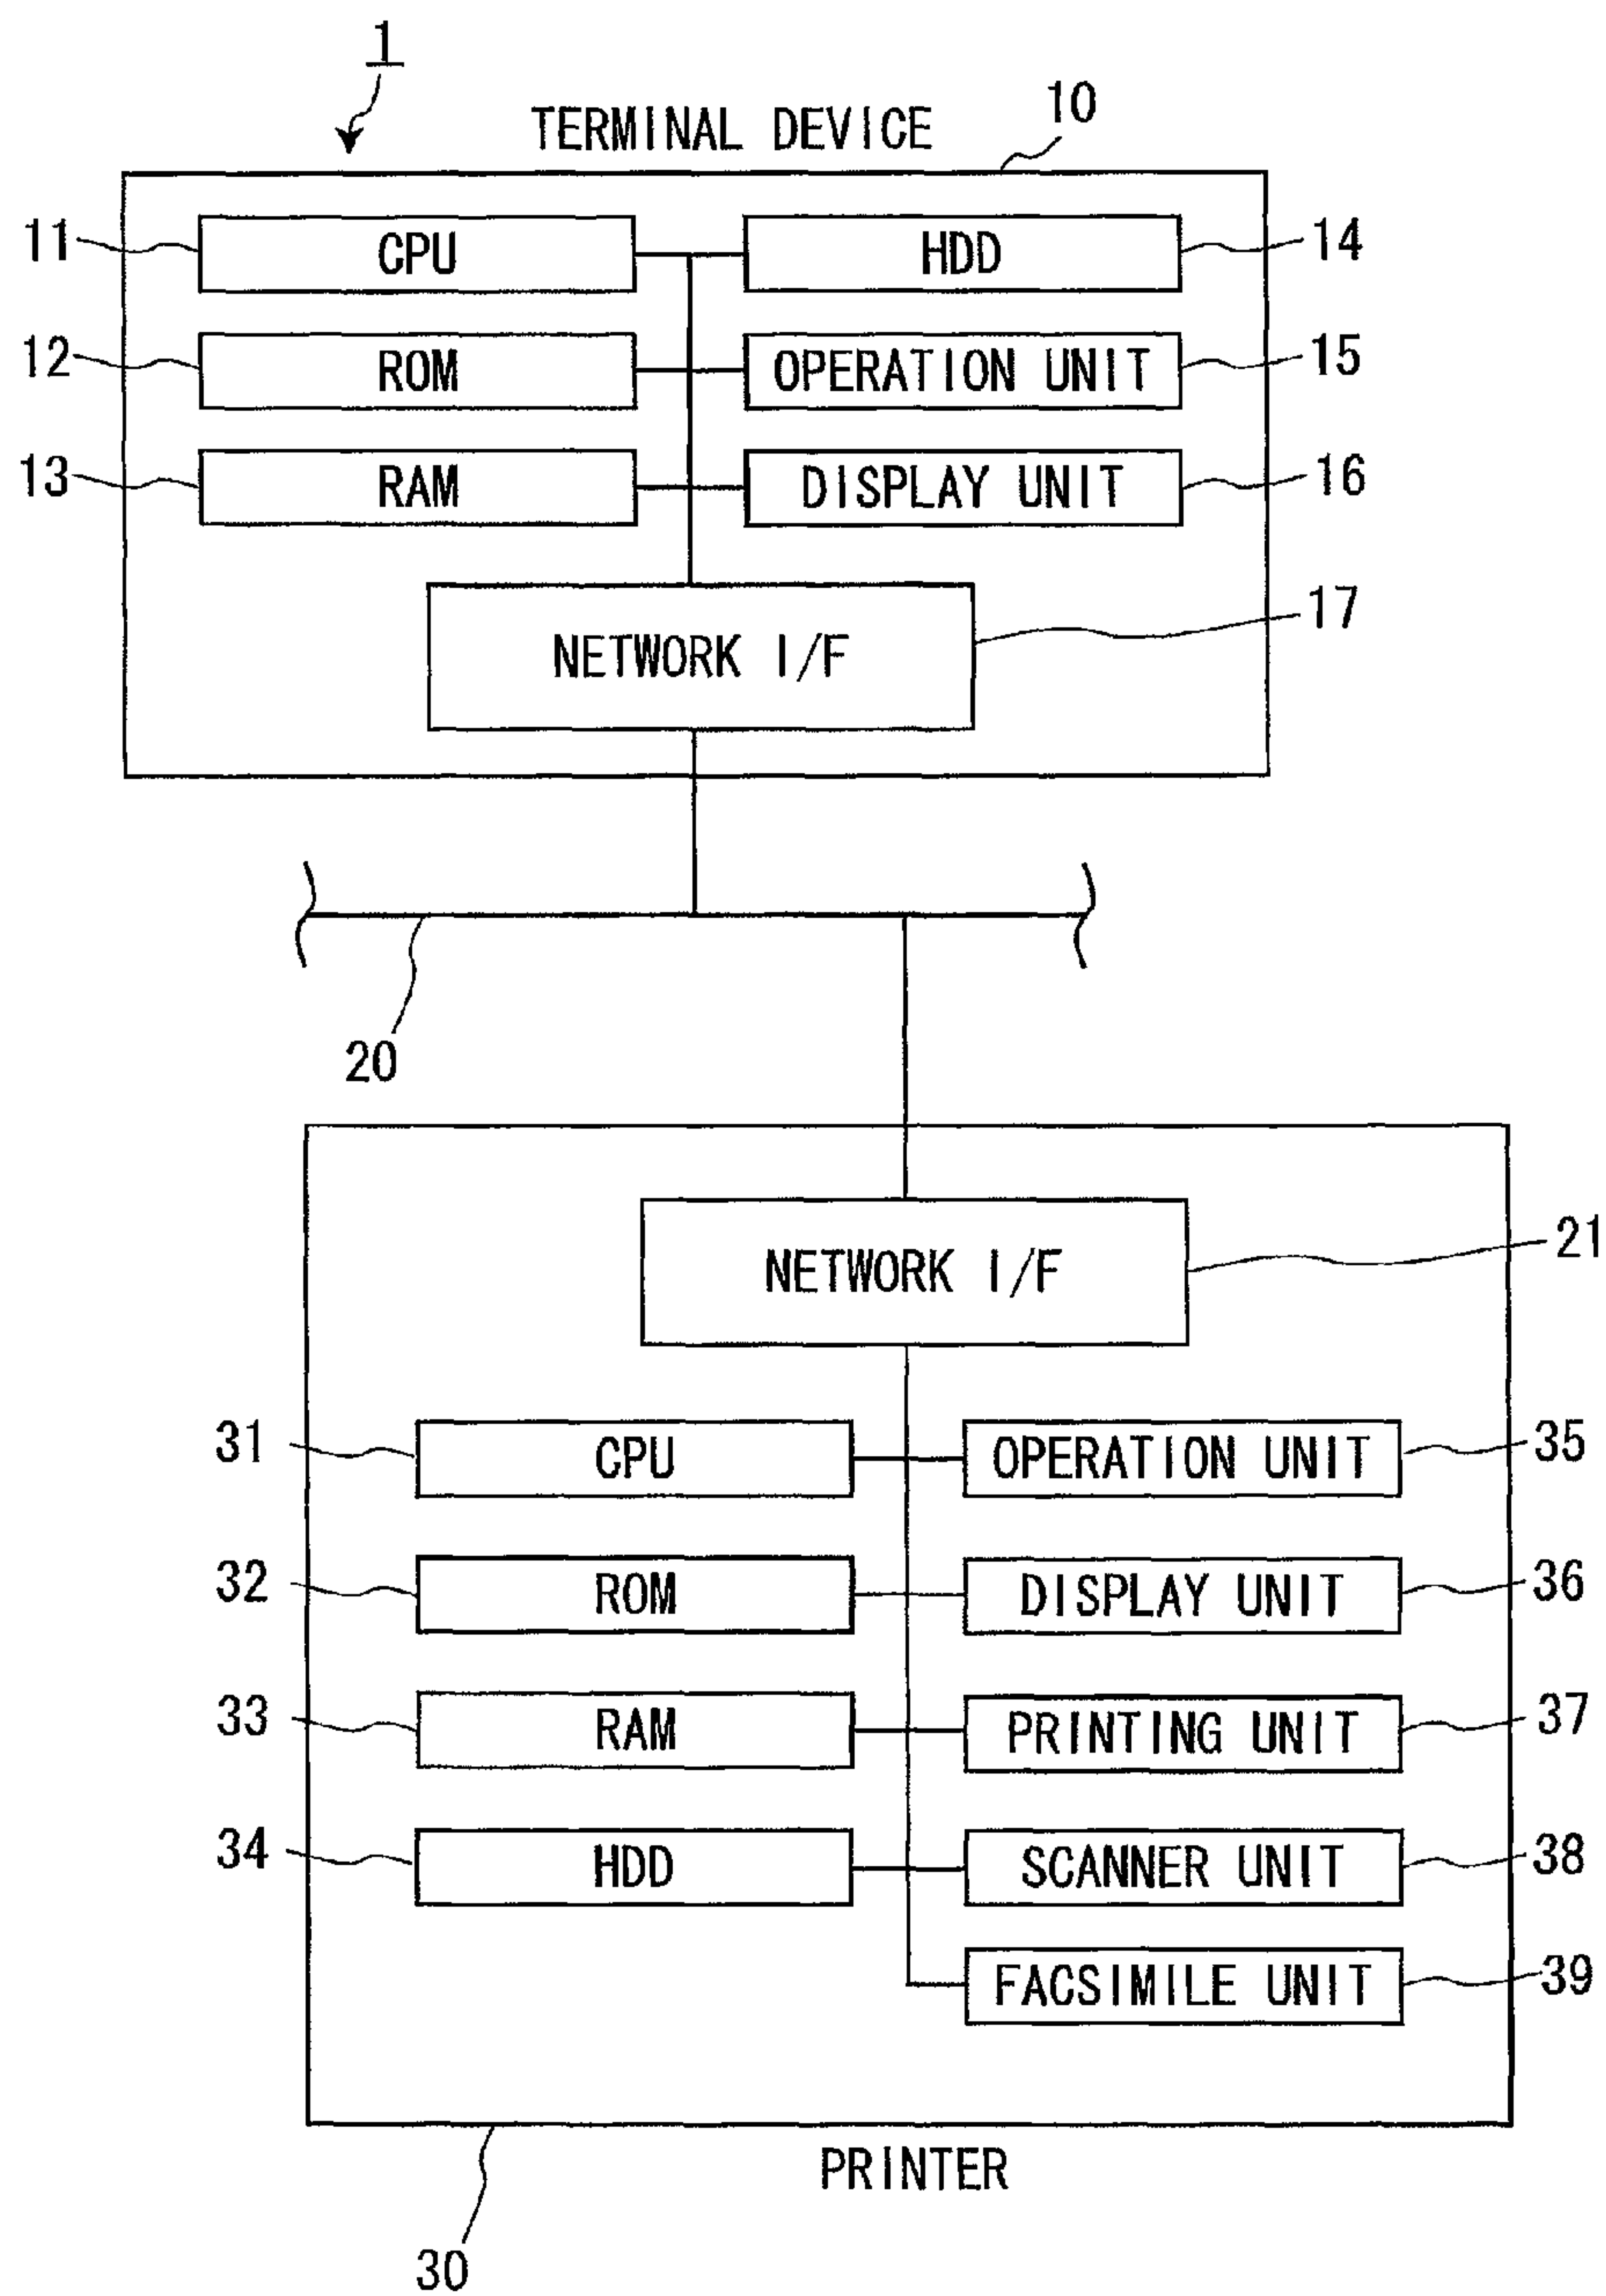 1
TERMINAL DEVICE
10
11 CPU HDD 14
12 ROM OPERATION UNIT 15
13 RAM DISPLAY UNIT 16
NETWORK I/F 17
20
NETWORK I/F 21
31 CPU OPERATION UNIT 35
32 ROM DISPLAY UNIT 36
33 RAM PRINTING UNIT 37
34 HDD SCANNER UNIT 38
FACSIMILE UNIT 39
PRINTER
30